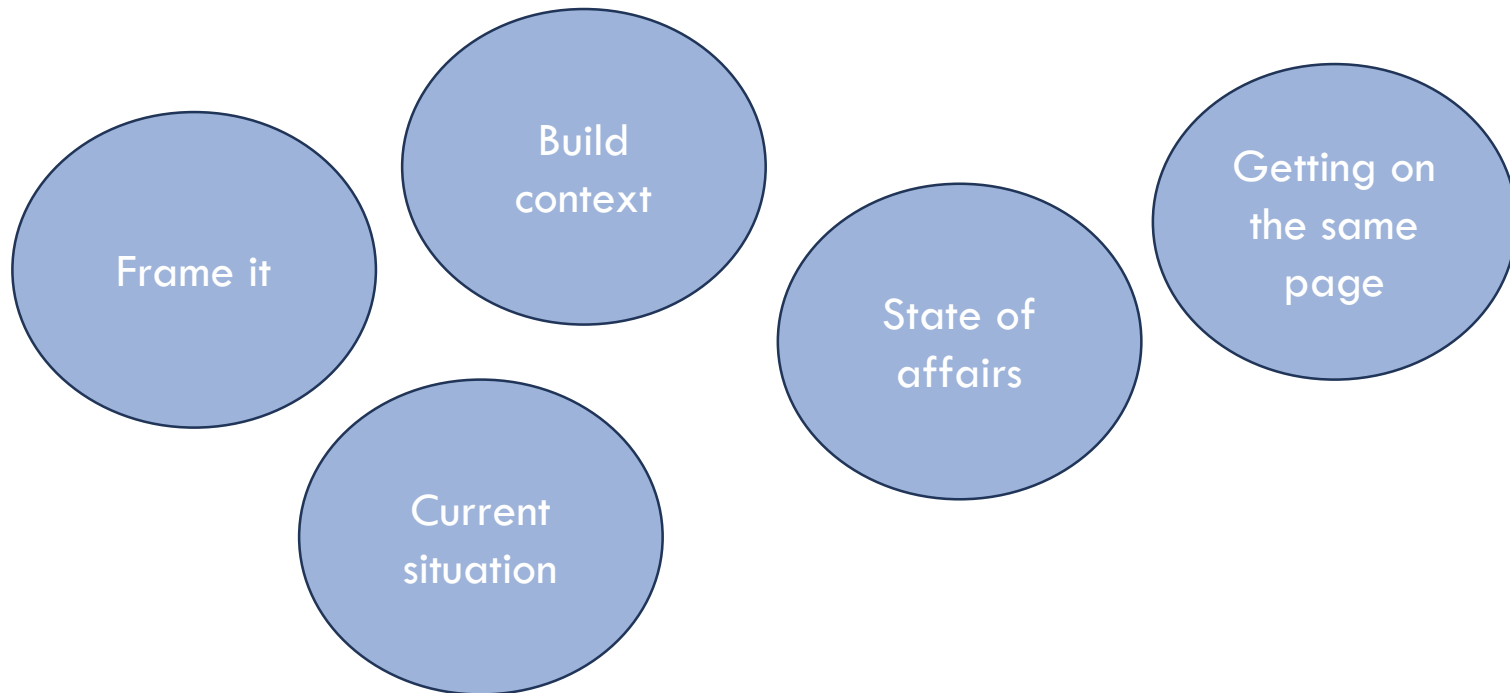 Frame it
Build
context
Current
situation
State of
affairs
Getting on
the same
page